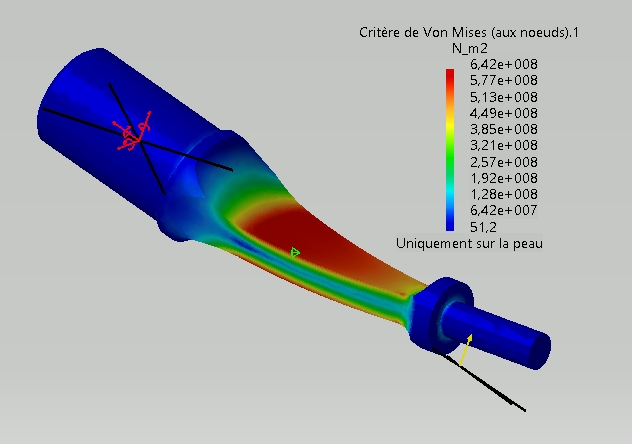 Critère de Von Mises (aux noeuds).1
N_m2
6,42e+008
5,77e+008
5,13e+008
4,49e+008
3,85e+008
3,21e+008
2,57e+008
1,92e+008
1,28e+008
6,42e+007
51,2
Uniquement sur la peau